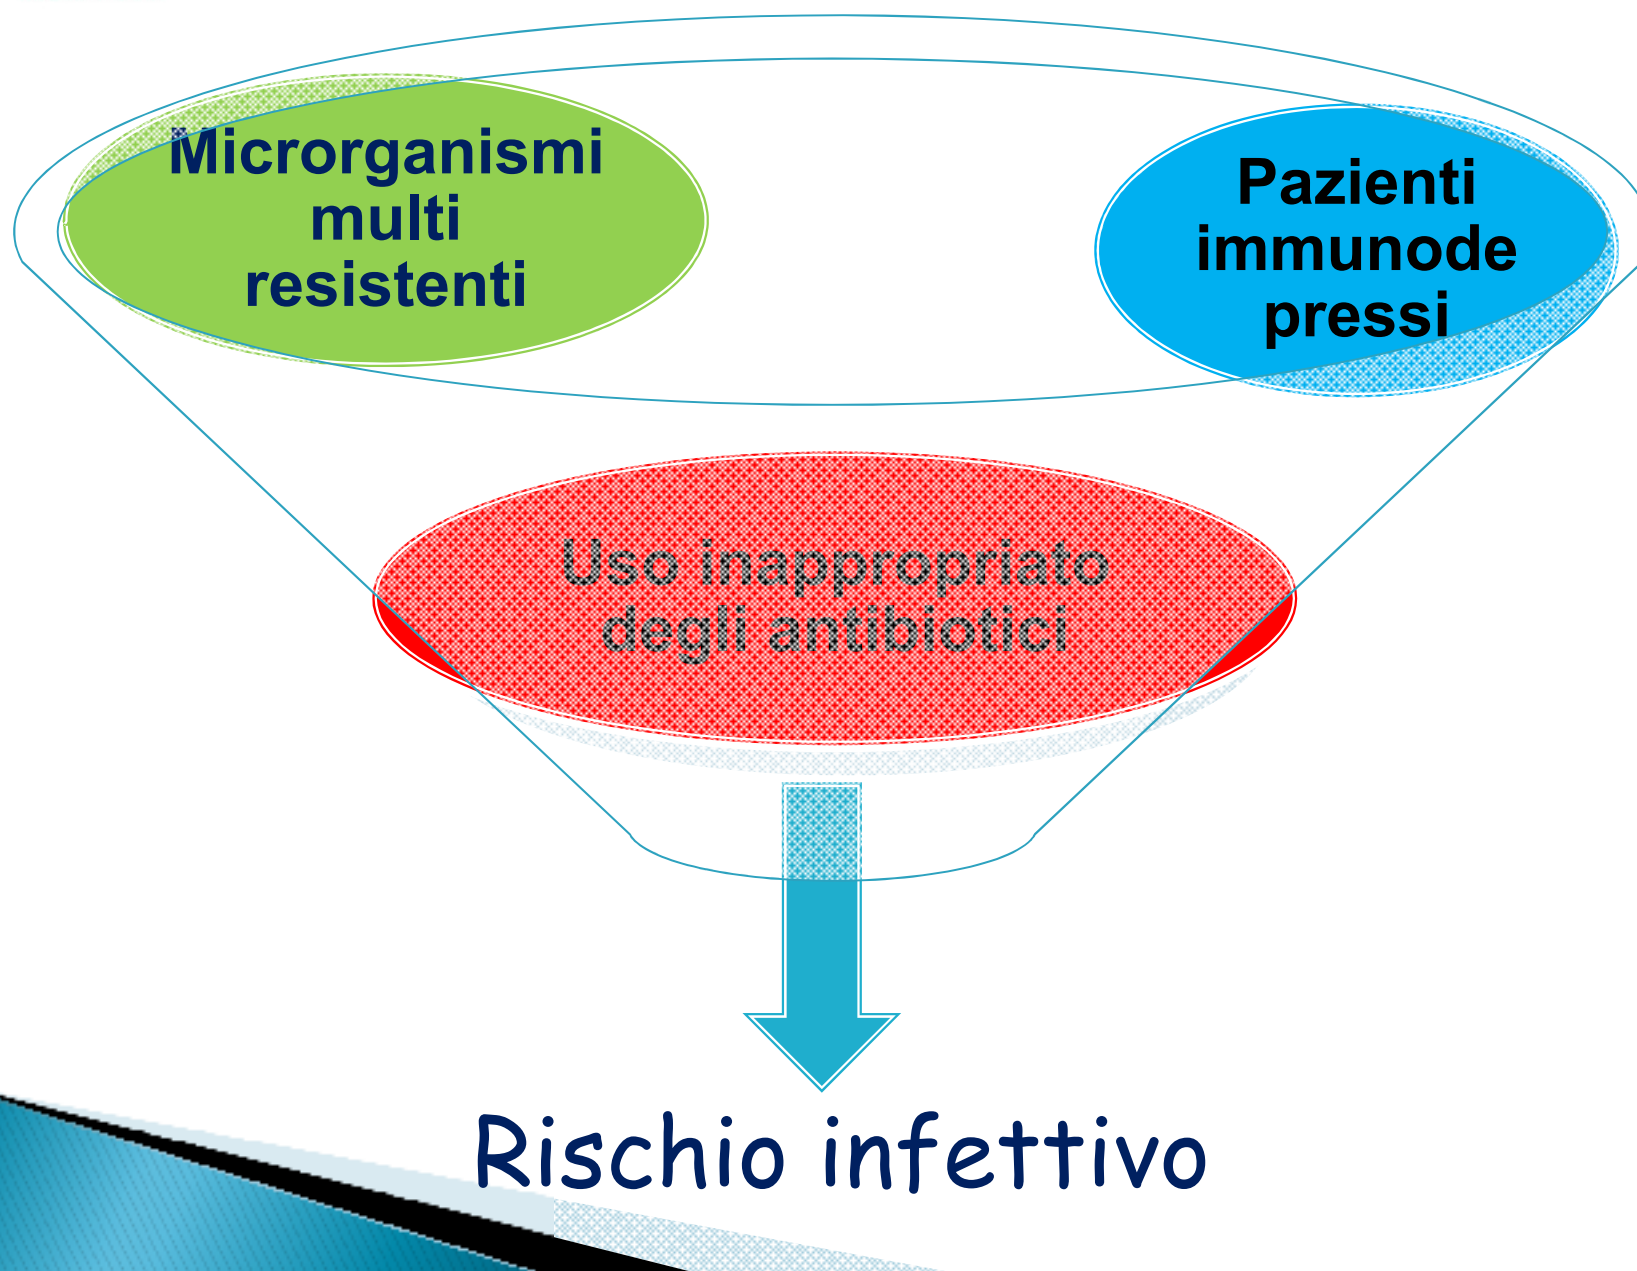 Microrganismi
multi
resistenti
Pazienti
immunode
pressi
Uso inappropriato
degli antibiotici
Rischio infettivo